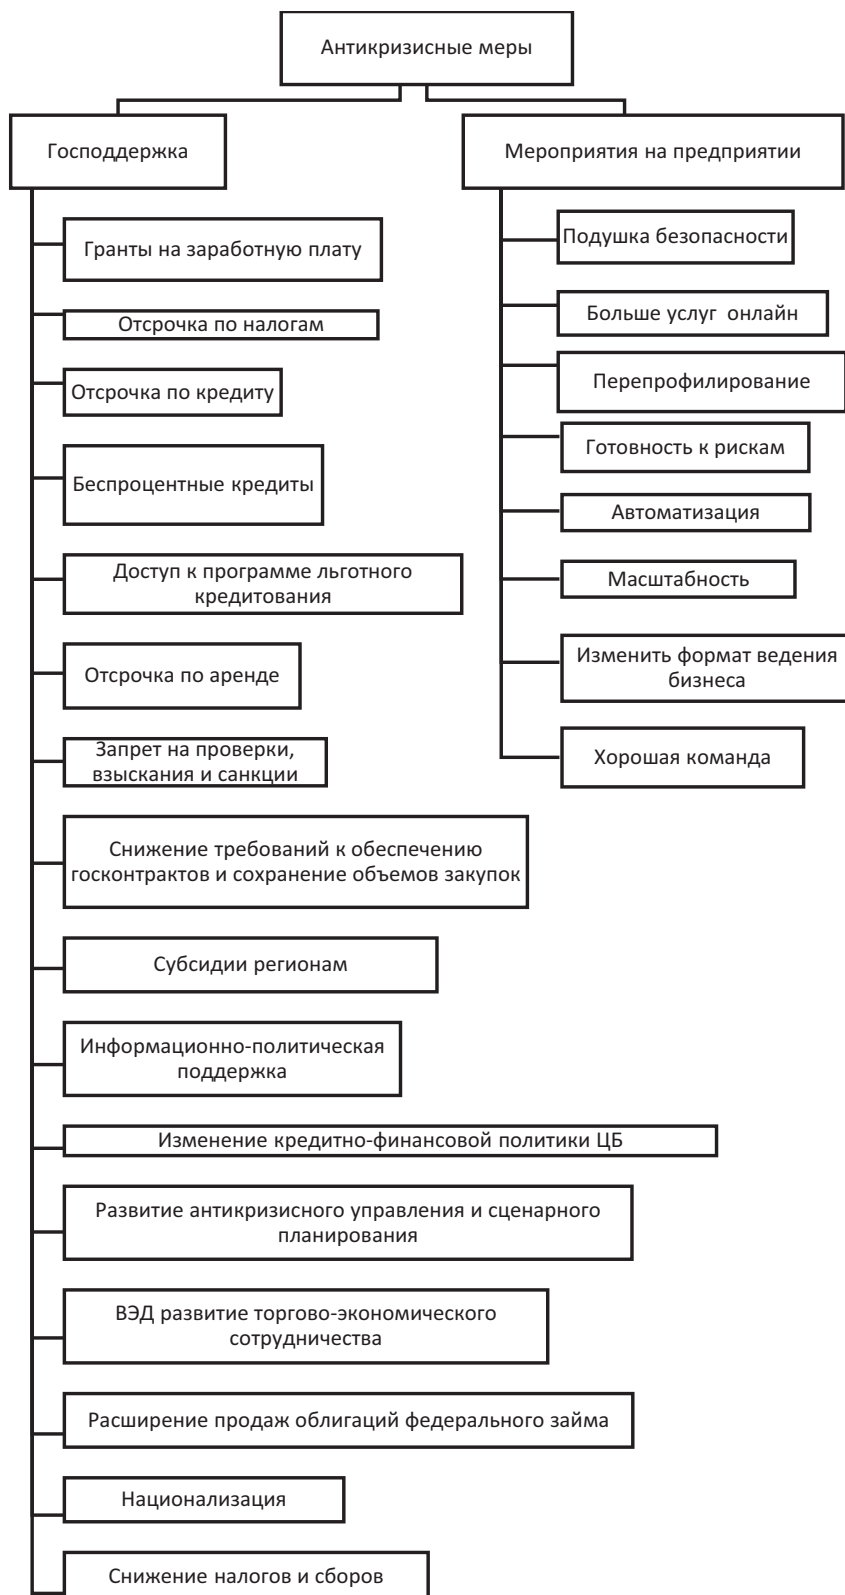 Антикризисные меры
Господдержка
Гранты на заработную плату
Отсрочка по налогам
Отсрочка по кредиту
Беспроцентные кредиты
Доступ к программе льготного
кредитования
Отсрочка по аренде
Запрет на проверки,
взыскания и санкции
Снижение требований к обеспечению
госконтрактов и сохранение объемов закупок
Субсидии регионам
Информационно-политическая
поддержка
Изменение кредитно-финансовой политики ЦБ
Развитие антикризисного управления и сценарного
планирования
ВЭД развитие торгово-экономического
сотрудничества
Расширение продаж облигаций федерального займа
Национализация
Снижение налогов и сборов
Мероприятия на предприятии
Подушка безопасности
Больше услуг онлайн
Перепрофилирование
Готовность к рискам
Автоматизация
Масштабность
Изменить формат ведения
бизнеса
Хорошая команда